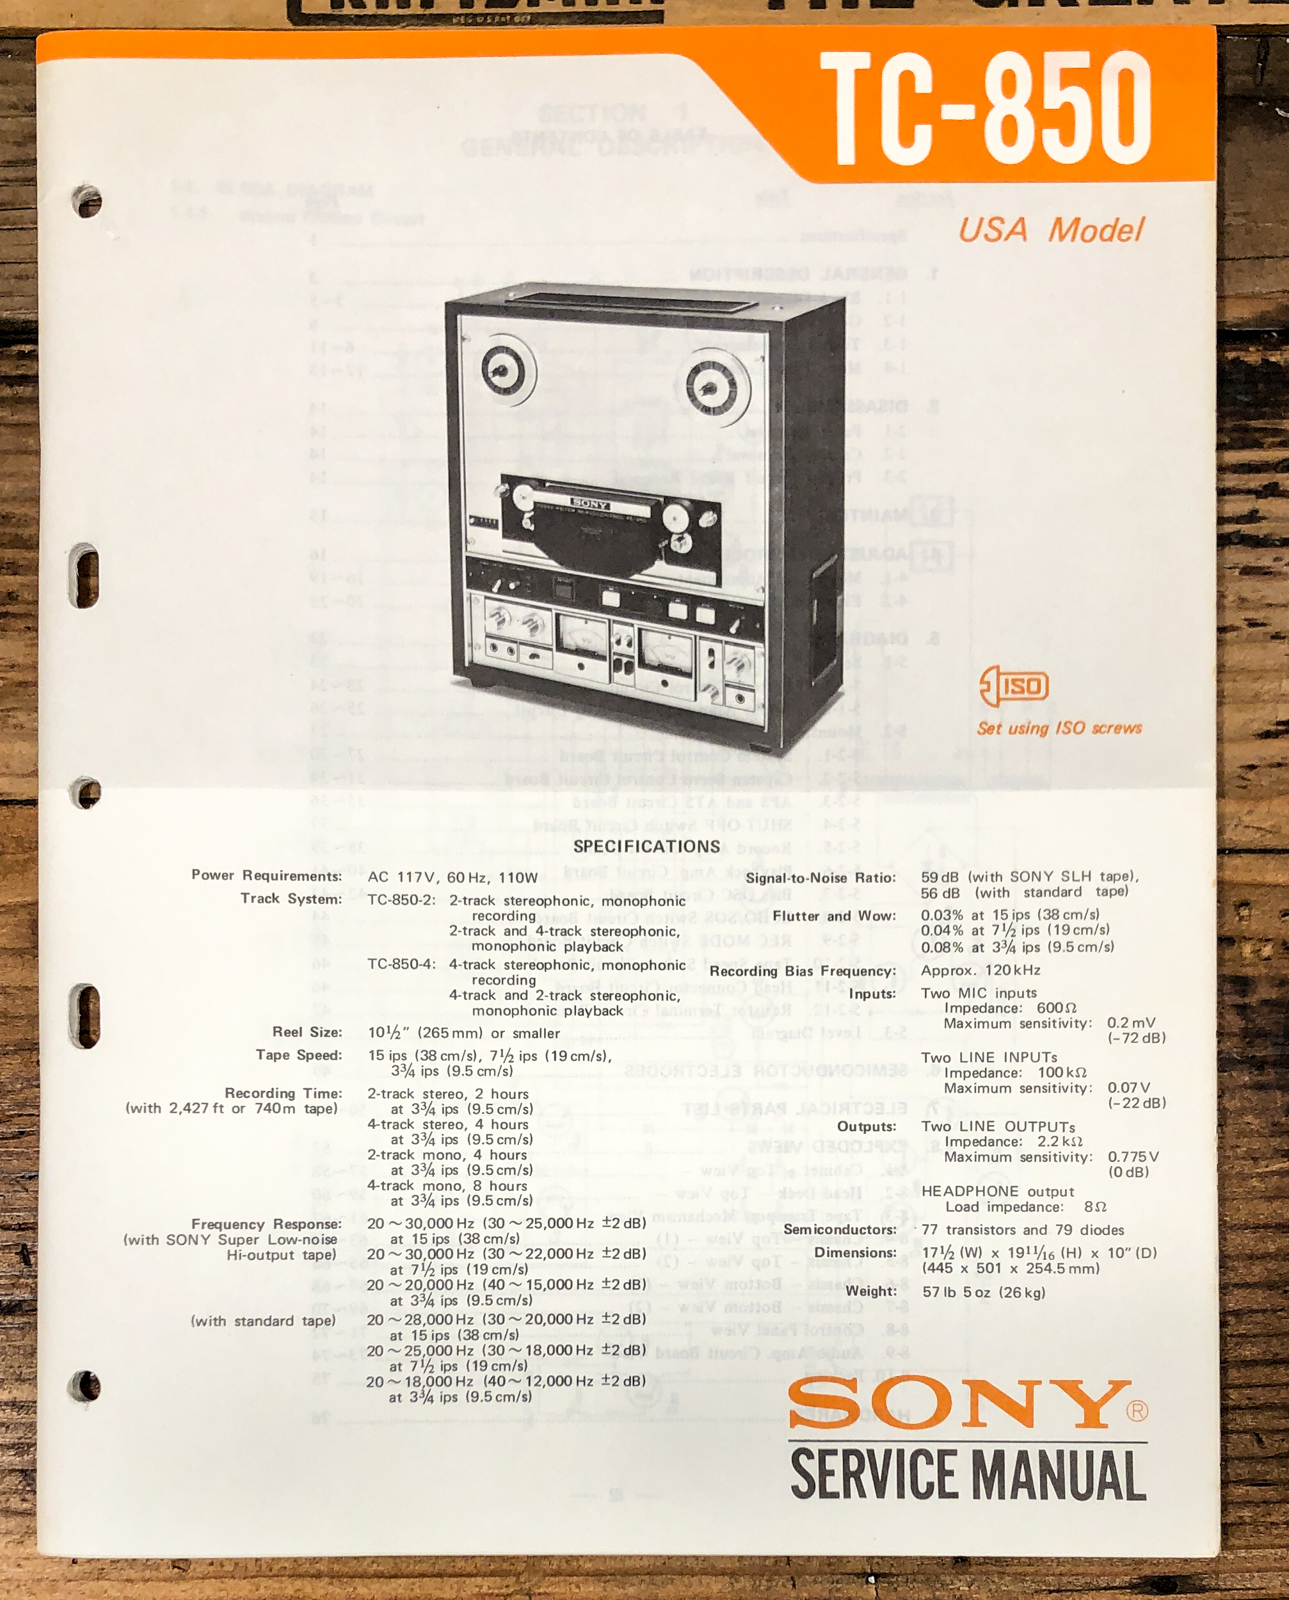 TC-850
USA Model
SONY
ISO
Set using ISO screws
SPECIFICATIONS
Power Requirements: AC 117V, 60 Hz, 110W
Track System: TC-850-2: 2-track stereophonic, monophonic
recording
2-track and 4-track stereophonic,
monophonic playback
TC-850-4: 4-track stereophonic, monophonic
recording
4-track and 2-track stereophonic,
monophonic playback
Reel Size: 10½" (265 mm) or smaller
Tape Speed: 15 ips (38 cm/s), 7½ ips (19 cm/s),
3¾ ips (9.5 cm/s)
Recording Time: 2-track stereo, 2 hours
(with 2,427 ft or 740 m tape) at 3¾ ips (9.5 cm/s)
4-track stereo, 4 hours
at 3¾ ips (9.5 cm/s)
2-track mono, 4 hours
at 3¾ ips (9.5 cm/s)
4-track mono, 8 hours
at 3¾ ips (9.5 cm/s)
Frequency Response: 20 ~ 30,000 Hz (30 ~ 25,000 Hz ±2 dB)
(with SONY Super Low-noise at 15 ips (38 cm/s)
Hi-output tape) 20 ~ 30,000 Hz (30 ~ 22,000 Hz ±2 dB)
at 7½ ips (19 cm/s)
20 ~ 20,000 Hz (40 ~ 15,000 Hz ±2 dB)
at 3¾ ips (9.5 cm/s)
(with standard tape) 20 ~ 28,000 Hz (30 ~ 20,000 Hz ±2 dB)
at 15 ips (38 cm/s)
20 ~ 25,000 Hz (30 ~ 18,000 Hz ±2 dB)
at 7½ ips (19 cm/s)
20 ~ 18,000 Hz (40 ~ 12,000 Hz ±2 dB)
at 3¾ ips (9.5 cm/s)
Signal-to-Noise Ratio: 59 dB (with SONY SLH tape),
56 dB (with standard tape)
Flutter and Wow: 0.03% at 15 ips (38 cm/s)
0.04% at 7½ ips (19 cm/s)
0.08% at 3¾ ips (9.5 cm/s)
Recording Bias Frequency: Approx. 120 kHz
Inputs: Two MIC inputs
Impedance: 600 Ω
Maximum sensitivity: 0.2 mV
(-72 dB)
Two LINE INPUTs
Impedance: 100 kΩ
Maximum sensitivity: 0.07 V
(-22 dB)
Outputs: Two LINE OUTPUTs
Impedance: 2.2 kΩ
Maximum sensitivity: 0.775 V
(0 dB)
HEADPHONE output
Load impedance: 8 Ω
Semiconductors: 77 transistors and 79 diodes
Dimensions: 17½ (W) x 19 11/16 (H) x 10" (D)
(445 x 501 x 254.5 mm)
Weight: 57 lb 5 oz (26 kg)
SONY®
SERVICE MANUAL